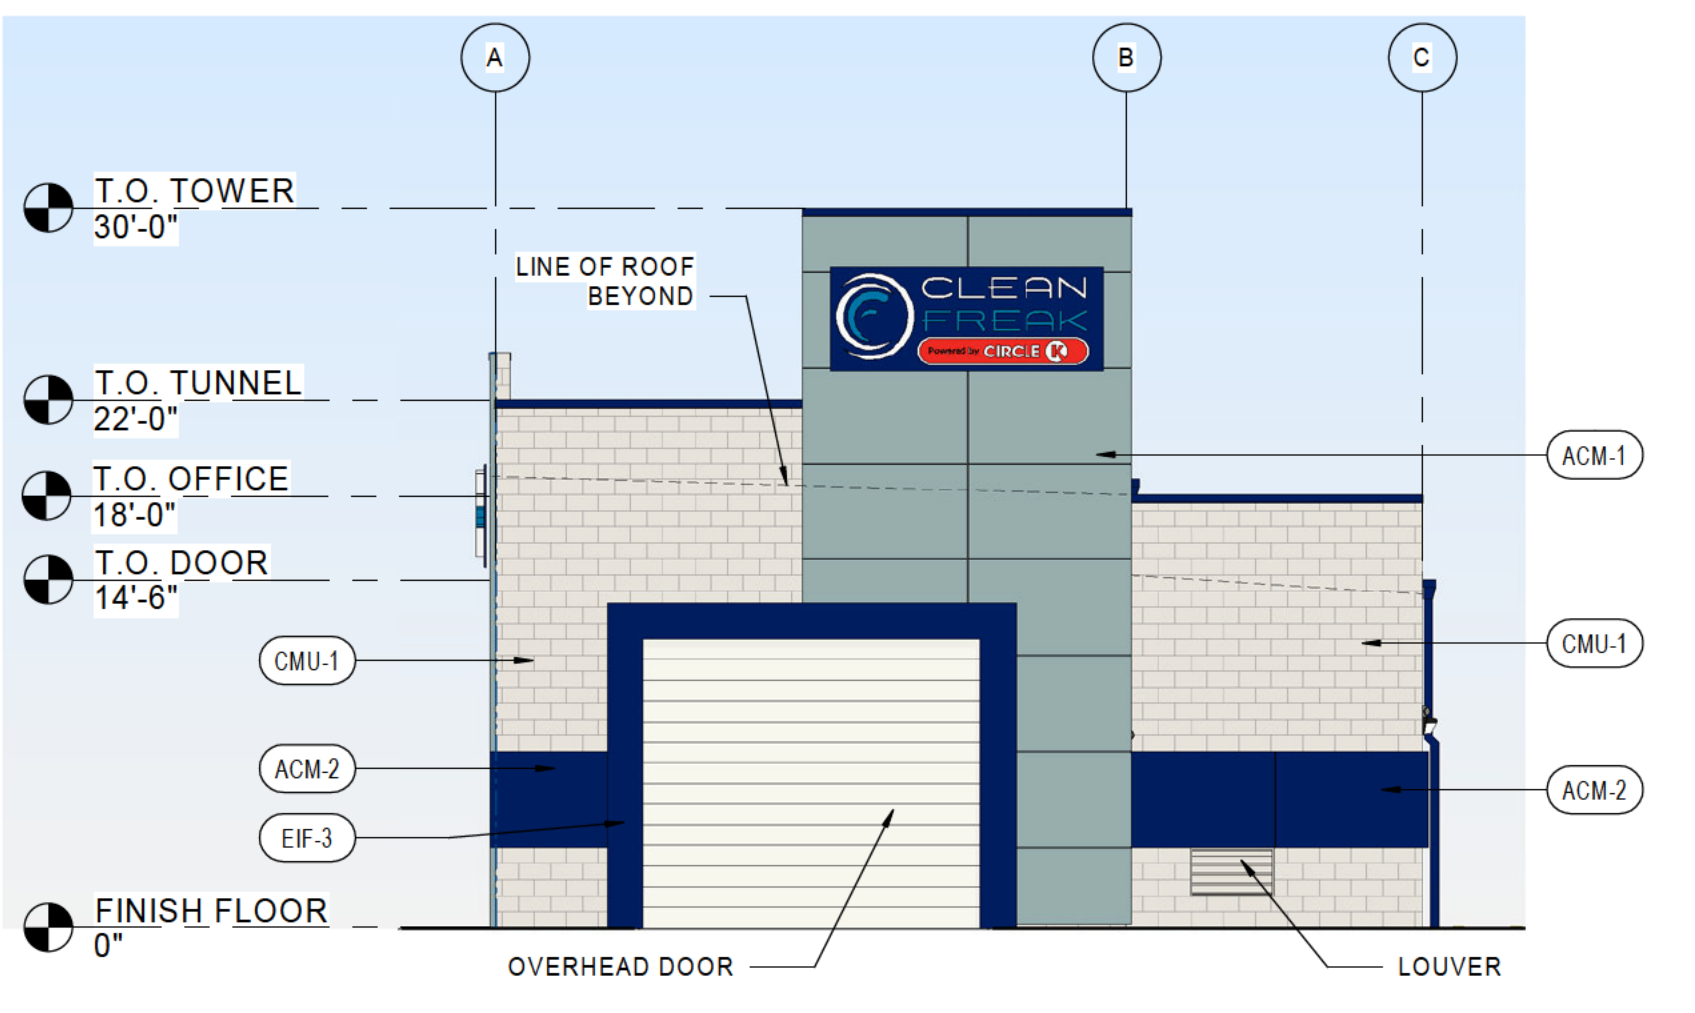 A
B
C
T.O. TOWER
30'-0"
LINE OF ROOF
BEYOND
CLEAN
FREAK
Powered by CIRCLE K
T.O. TUNNEL
22'-0"
ACM-1
T.O. OFFICE
18'-0"
T.O. DOOR
14'-6"
CMU-1
CMU-1
ACM-2
ACM-2
EIF-3
FINISH FLOOR
0"
OVERHEAD DOOR
LOUVER